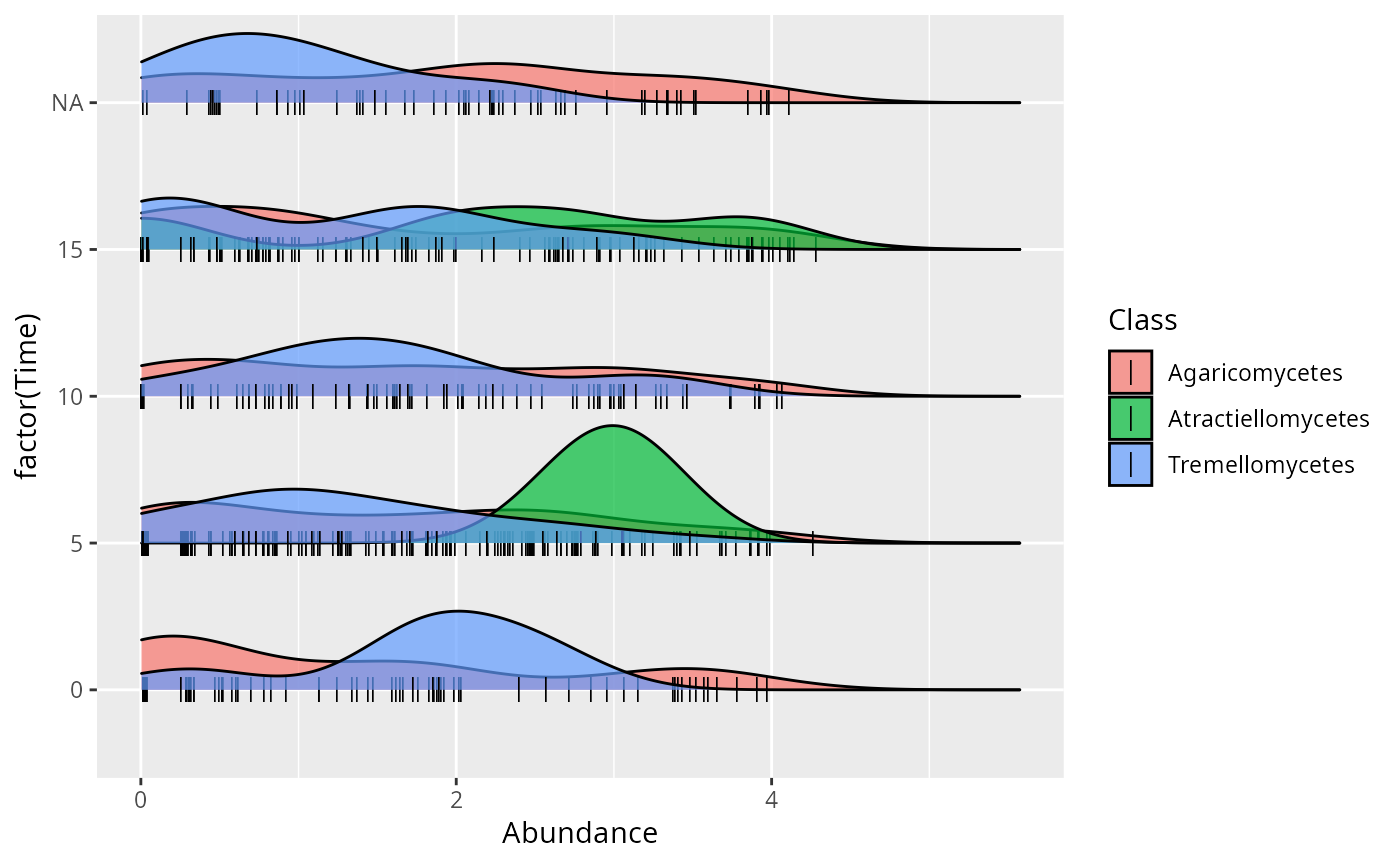 NA
15
10
5
0
factor(Time)
0 2 4
Abundance
Class
Agaricomycetes
Atractiellomycetes
Tremellomycetes